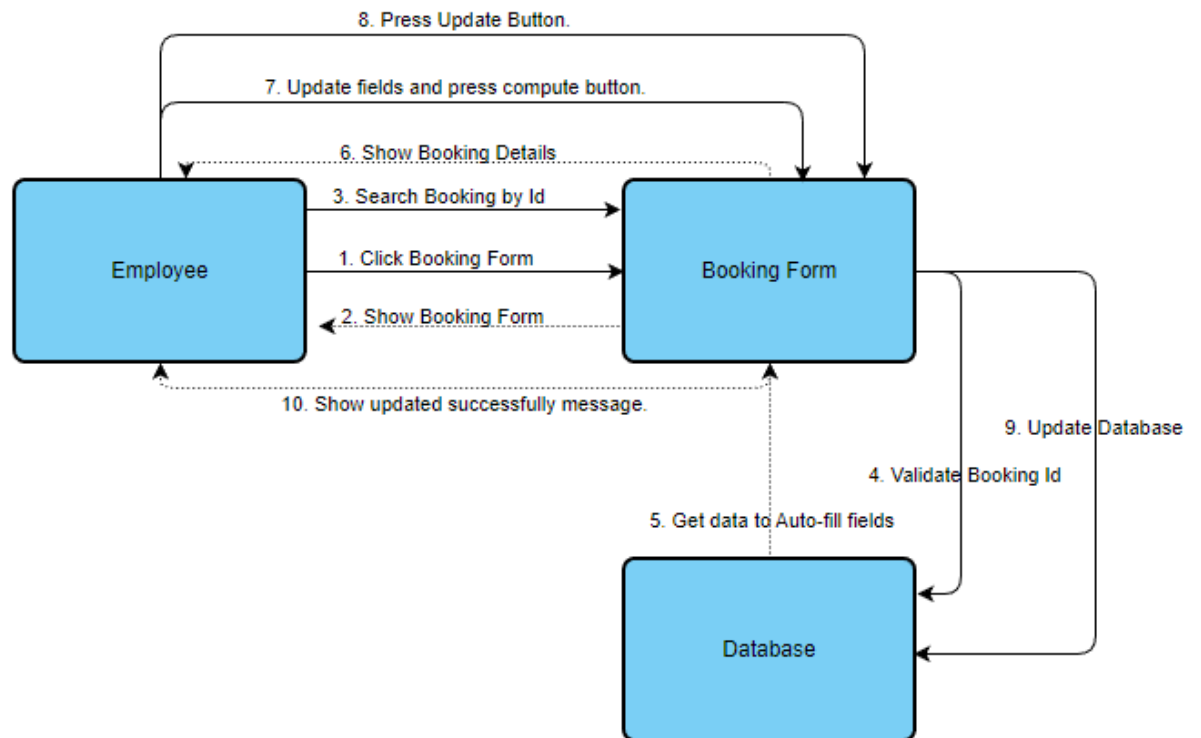 8. Press Update Button.
7. Update fields and press compute button.
6. Show Booking Details
3. Search Booking by Id
Employee
1. Click Booking Form
Booking Form
2. Show Booking Form
10. Show updated successfully message.
9. Update Database
4. Validate Booking Id
5. Get data to Auto-fill fields
Database